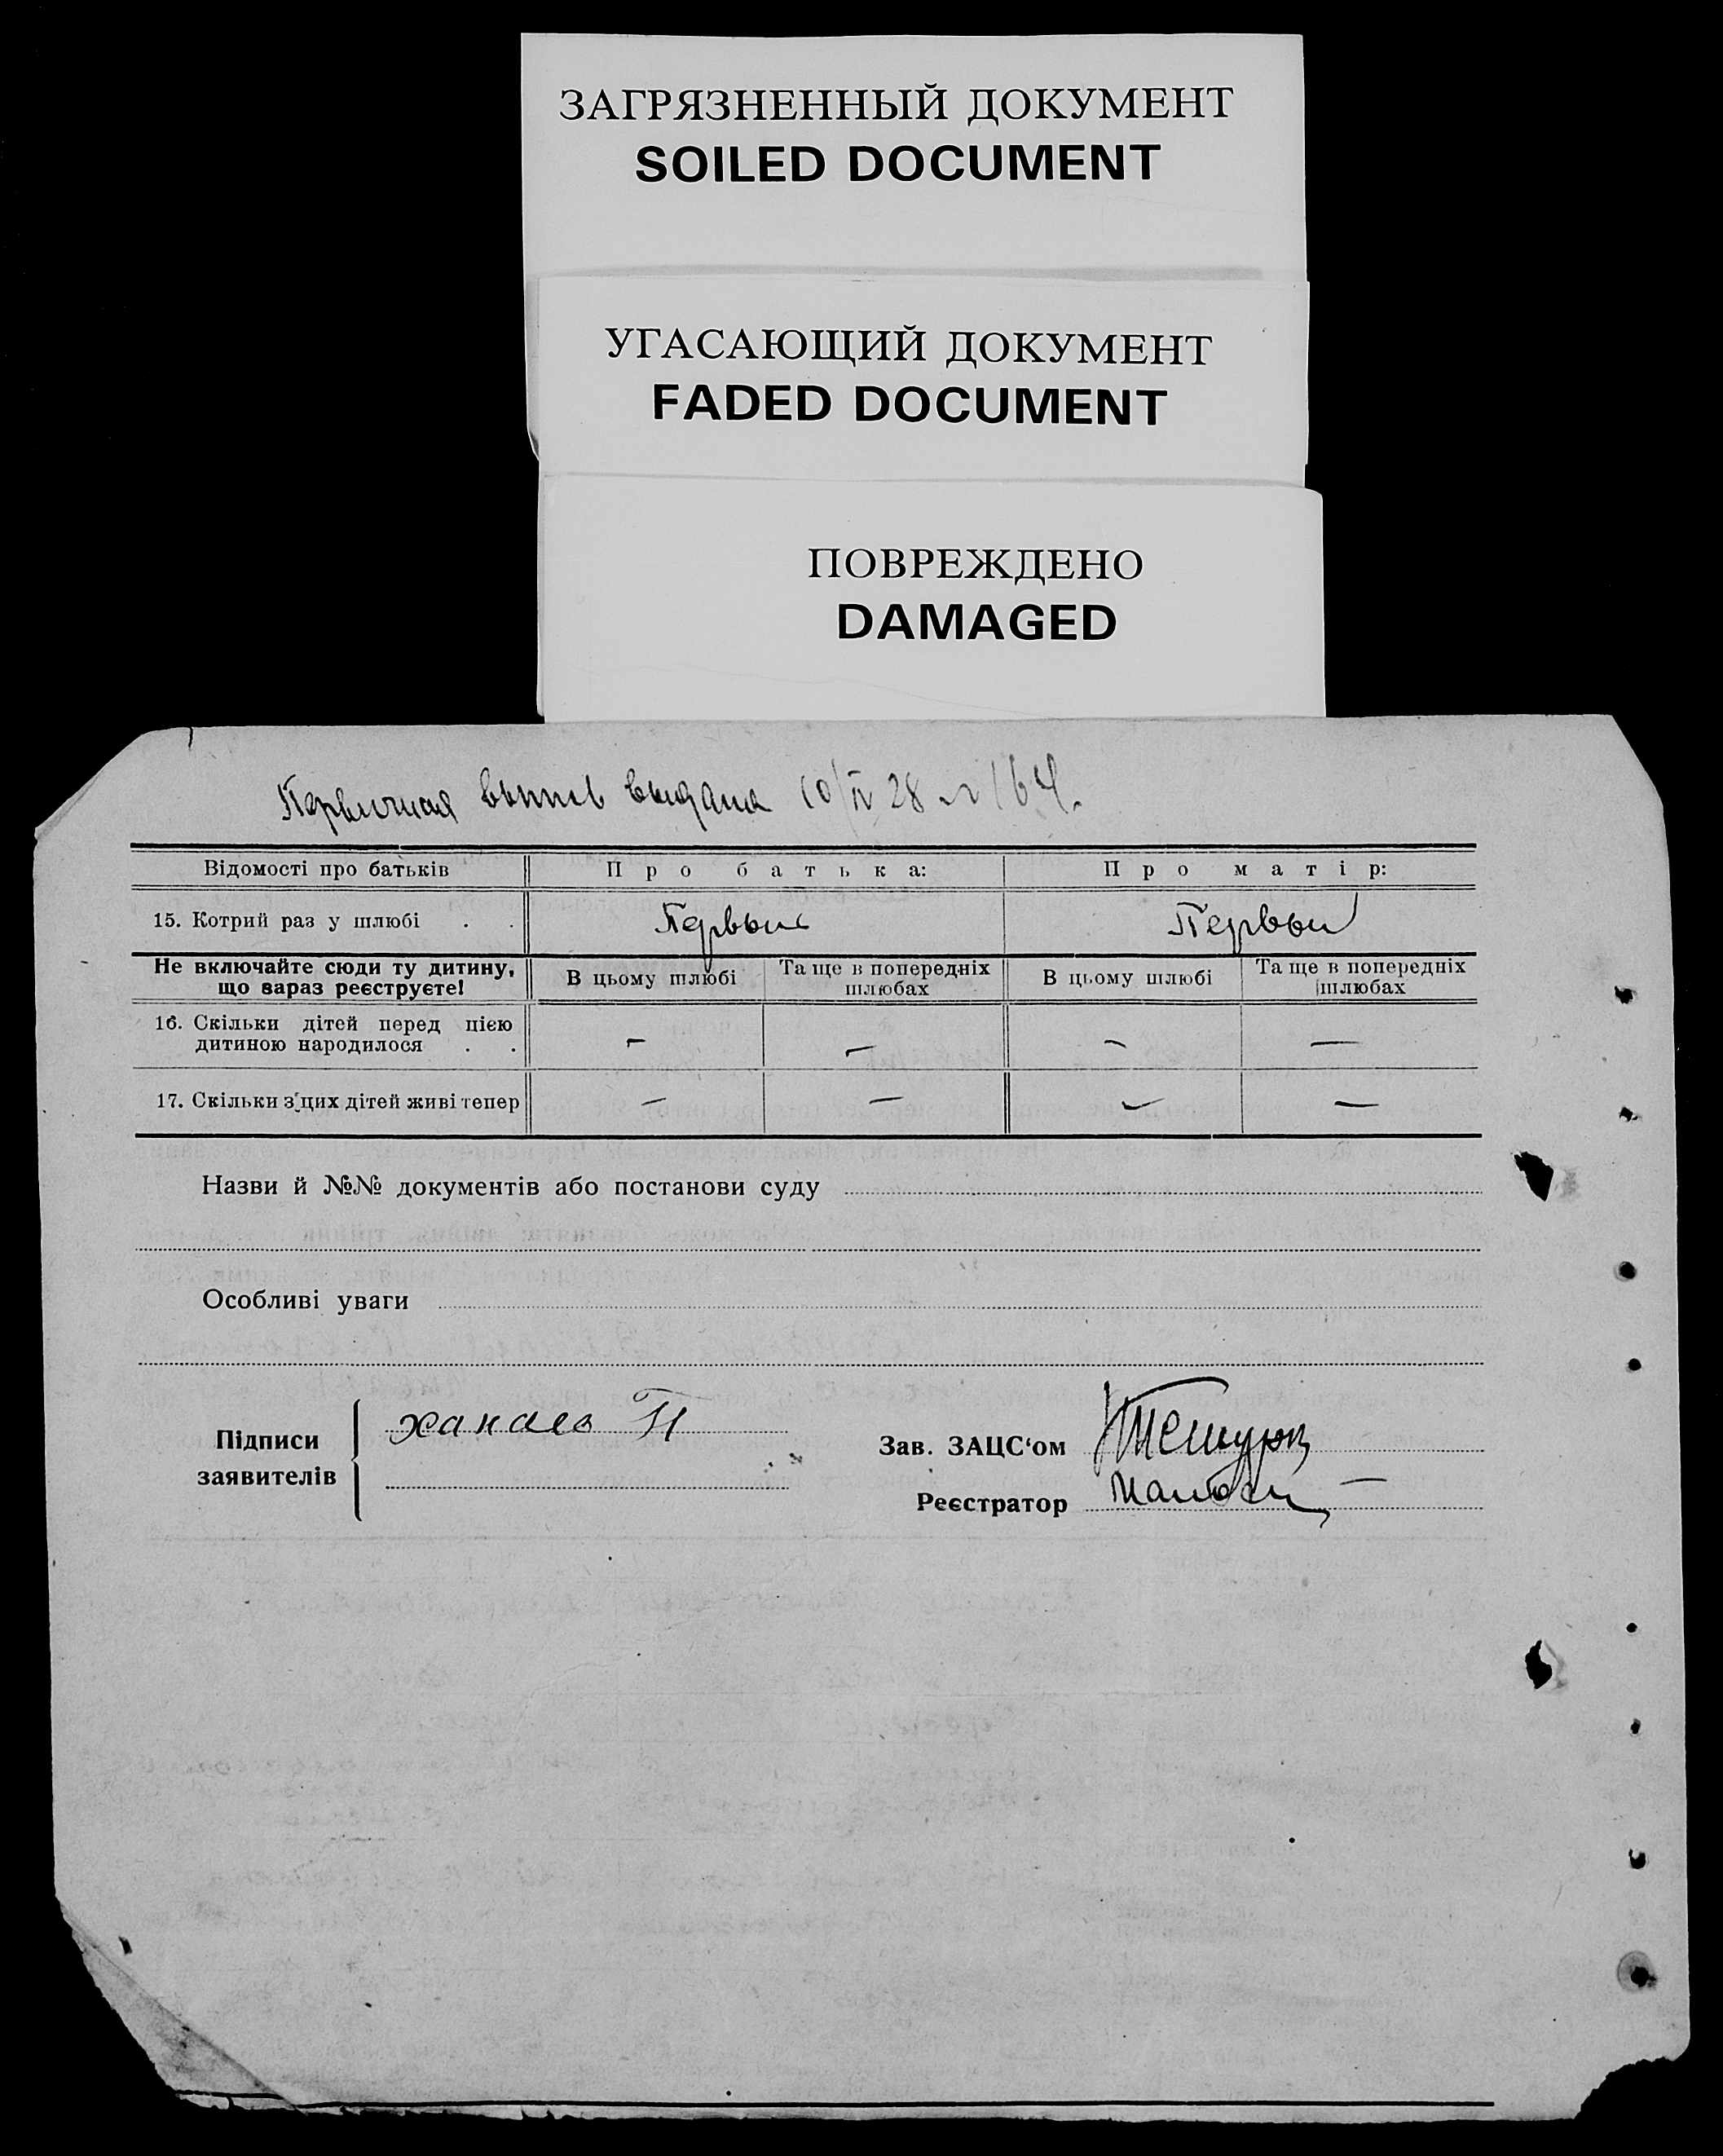 ЗАГРЯЗНЕННЫЙ ДОКУМЕНТ
SOILED DOCUMENT
УГАСАЮЩИЙ ДОКУМЕНТ
FADED DOCUMENT
ПОВРЕЖДЕНО
DAMAGED
Первичная выпись выдана 10/IV 28
Відомості про батьків Про батька: Про матір:
15. Котрий раз у шлюбі . . Первый Первый
Не включайте сюди ту дитину, що вараз реєструєте! В цьому шлюбі Та ще в попередніх шлюбах В цьому шлюбі Та ще в попередніх шлюбах
16. Скільки дітей перед цією дитиною народилося . . — — — —
17. Скільки з цих дітей живі тепер — — — —
Назви й №№ документів або постанови суду
Особливі уваги
Підписи заявителів
Зав. ЗАЦС‘ом
Реєстратор